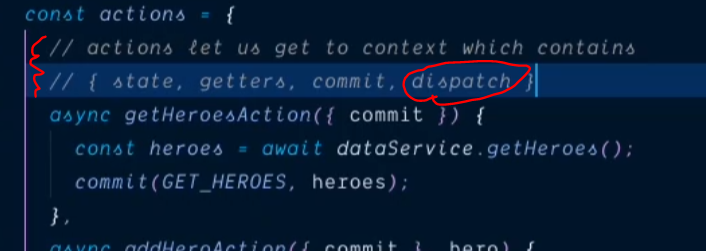 const actions = {
// actions let us get to context which contains
// { state, getters, commit, dispatch }
async getHeroesAction({ commit }) {
const heroes = await dataService.getHeroes();
commit(GET_HEROES, heroes);
},
async addHeroAction({ commit }, hero) {